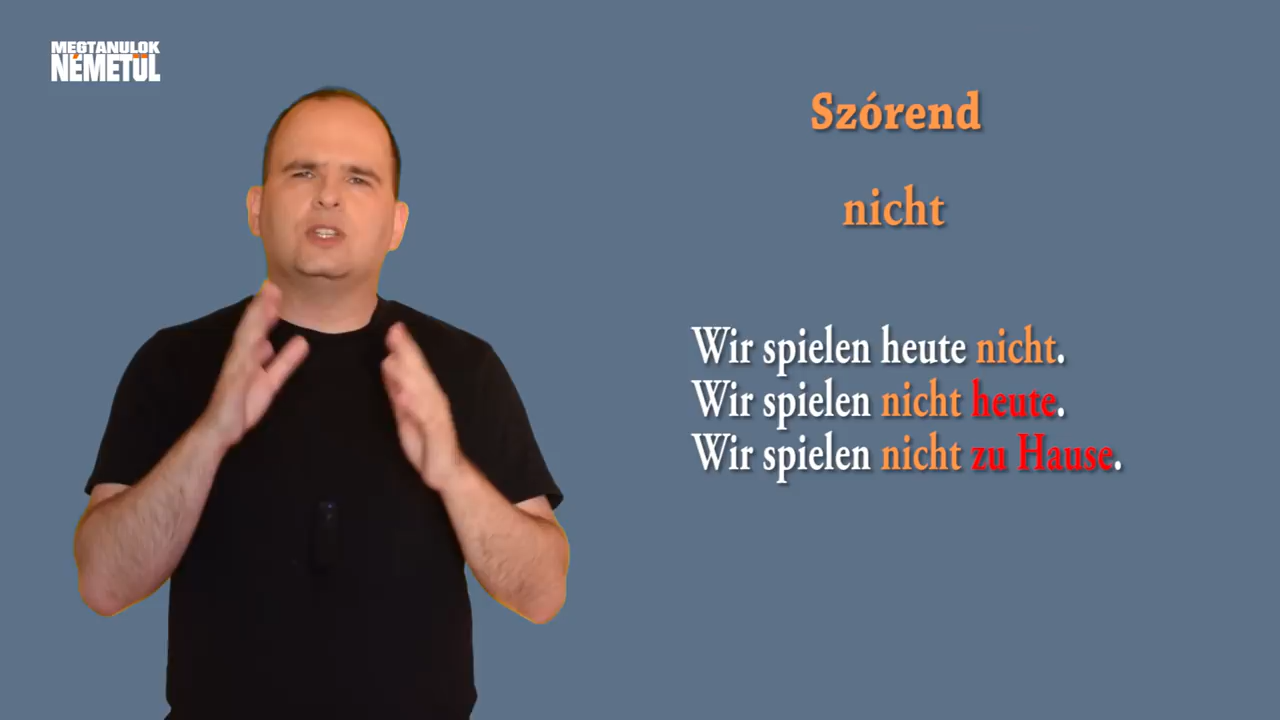 MEGTANULOK
NÉMETÜL
Szórend
nicht
Wir spielen heute nicht.
Wir spielen nicht heute.
Wir spielen nicht zu Hause.